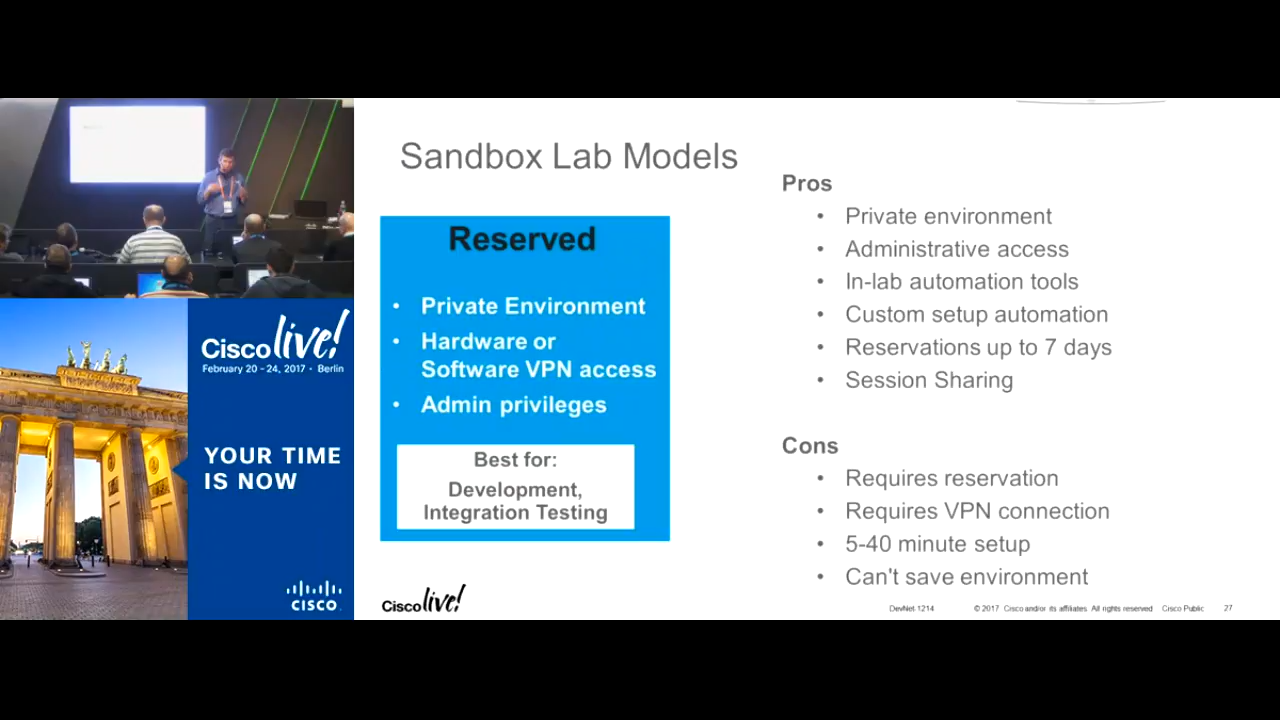 Cisco live!
February 20 - 24, 2017 • Berlin
YOUR TIME
IS NOW
CISCO
Sandbox Lab Models
Reserved
• Private Environment
• Hardware or
Software VPN access
• Admin privileges
Best for:
Development,
Integration Testing
Pros
• Private environment
• Administrative access
• In-lab automation tools
• Custom setup automation
• Reservations up to 7 days
• Session Sharing
Cons
• Requires reservation
• Requires VPN connection
• 5-40 minute setup
• Can't save environment
Cisco live!
DevNet-1214 © 2017 Cisco and/or its affiliates. All rights reserved Cisco Public 27